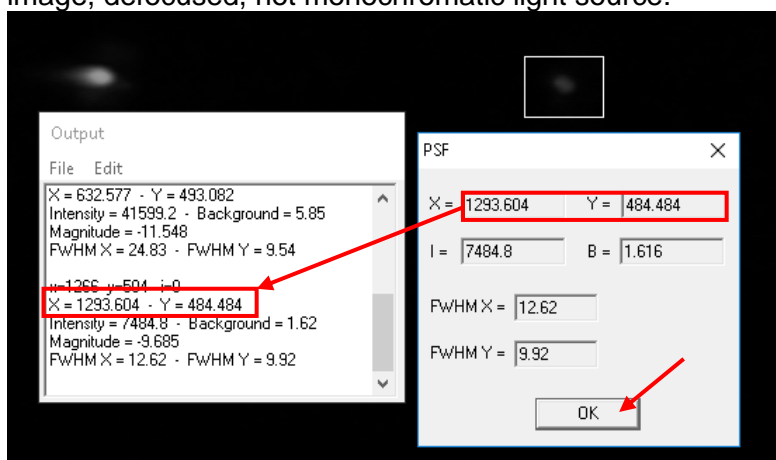 image, defocused, not monochromatic light source.
Output
File Edit
X = 632.577 - Y = 493.082
Intensity = 41599.2 - Background = 5.85
Magnitude = -11.548
FWHM X = 24.83 - FWHM Y = 9.54
x=1266 y=504 i=0
X = 1293.604 - Y = 484.484
Intensity = 7484.8 - Background = 1.62
Magnitude = -9.685
FWHM X = 12.62 - FWHM Y = 9.92
PSF
X = 1293.604 Y = 484.484
I = 7484.8 B = 1.616
FWHM X = 12.62
FWHM Y = 9.92
OK